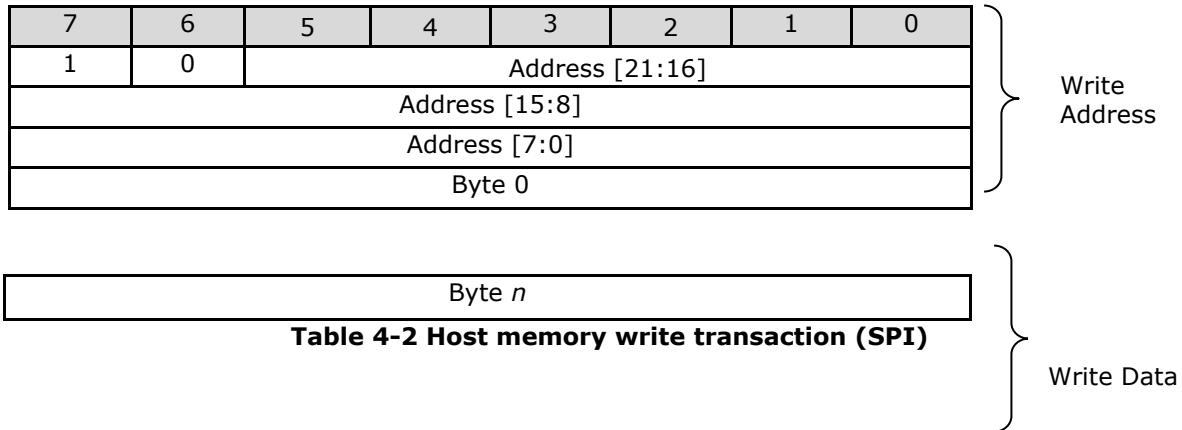 7 6 5 4 3 2 1 0
1 0 Address [21:16]
Address [15:8]
Address [7:0]
Byte 0
Write
Address
Byte n
Table 4-2 Host memory write transaction (SPI)
Write Data